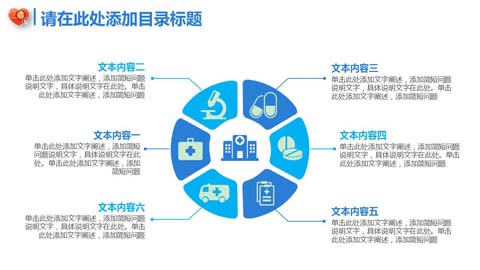 请在此处添加目录标题
文本内容二
单击此处添加文字阐述，添加简短问题
说明文字，具体说明文字在此处。单击
此处添加文字阐述，添加简短问题
文本内容三
单击此处添加文字阐述，添加简短问题
说明文字，具体说明文字在此处。单击
此处添加文字阐述，添加简短问题
文本内容一
单击此处添加文字阐述，添加简短
问题说明文字，具体说明文字在此
处。单击此处添加文字阐述，添加
简短问题
文本内容四
单击此处添加文字阐述，添加简短问题
说明文字，具体说明文字在此处。单击
此处添加文字阐述，添加简短问题
文本内容六
单击此处添加文字阐述，添加简短问题
说明文字，具体说明文字在此处。单击
此处添加文字阐述，添加简短问题
文本内容五
单击此处添加文字阐述，添加简短问题
说明文字，具体说明文字在此处。单击
此处添加文字阐述，添加简短问题